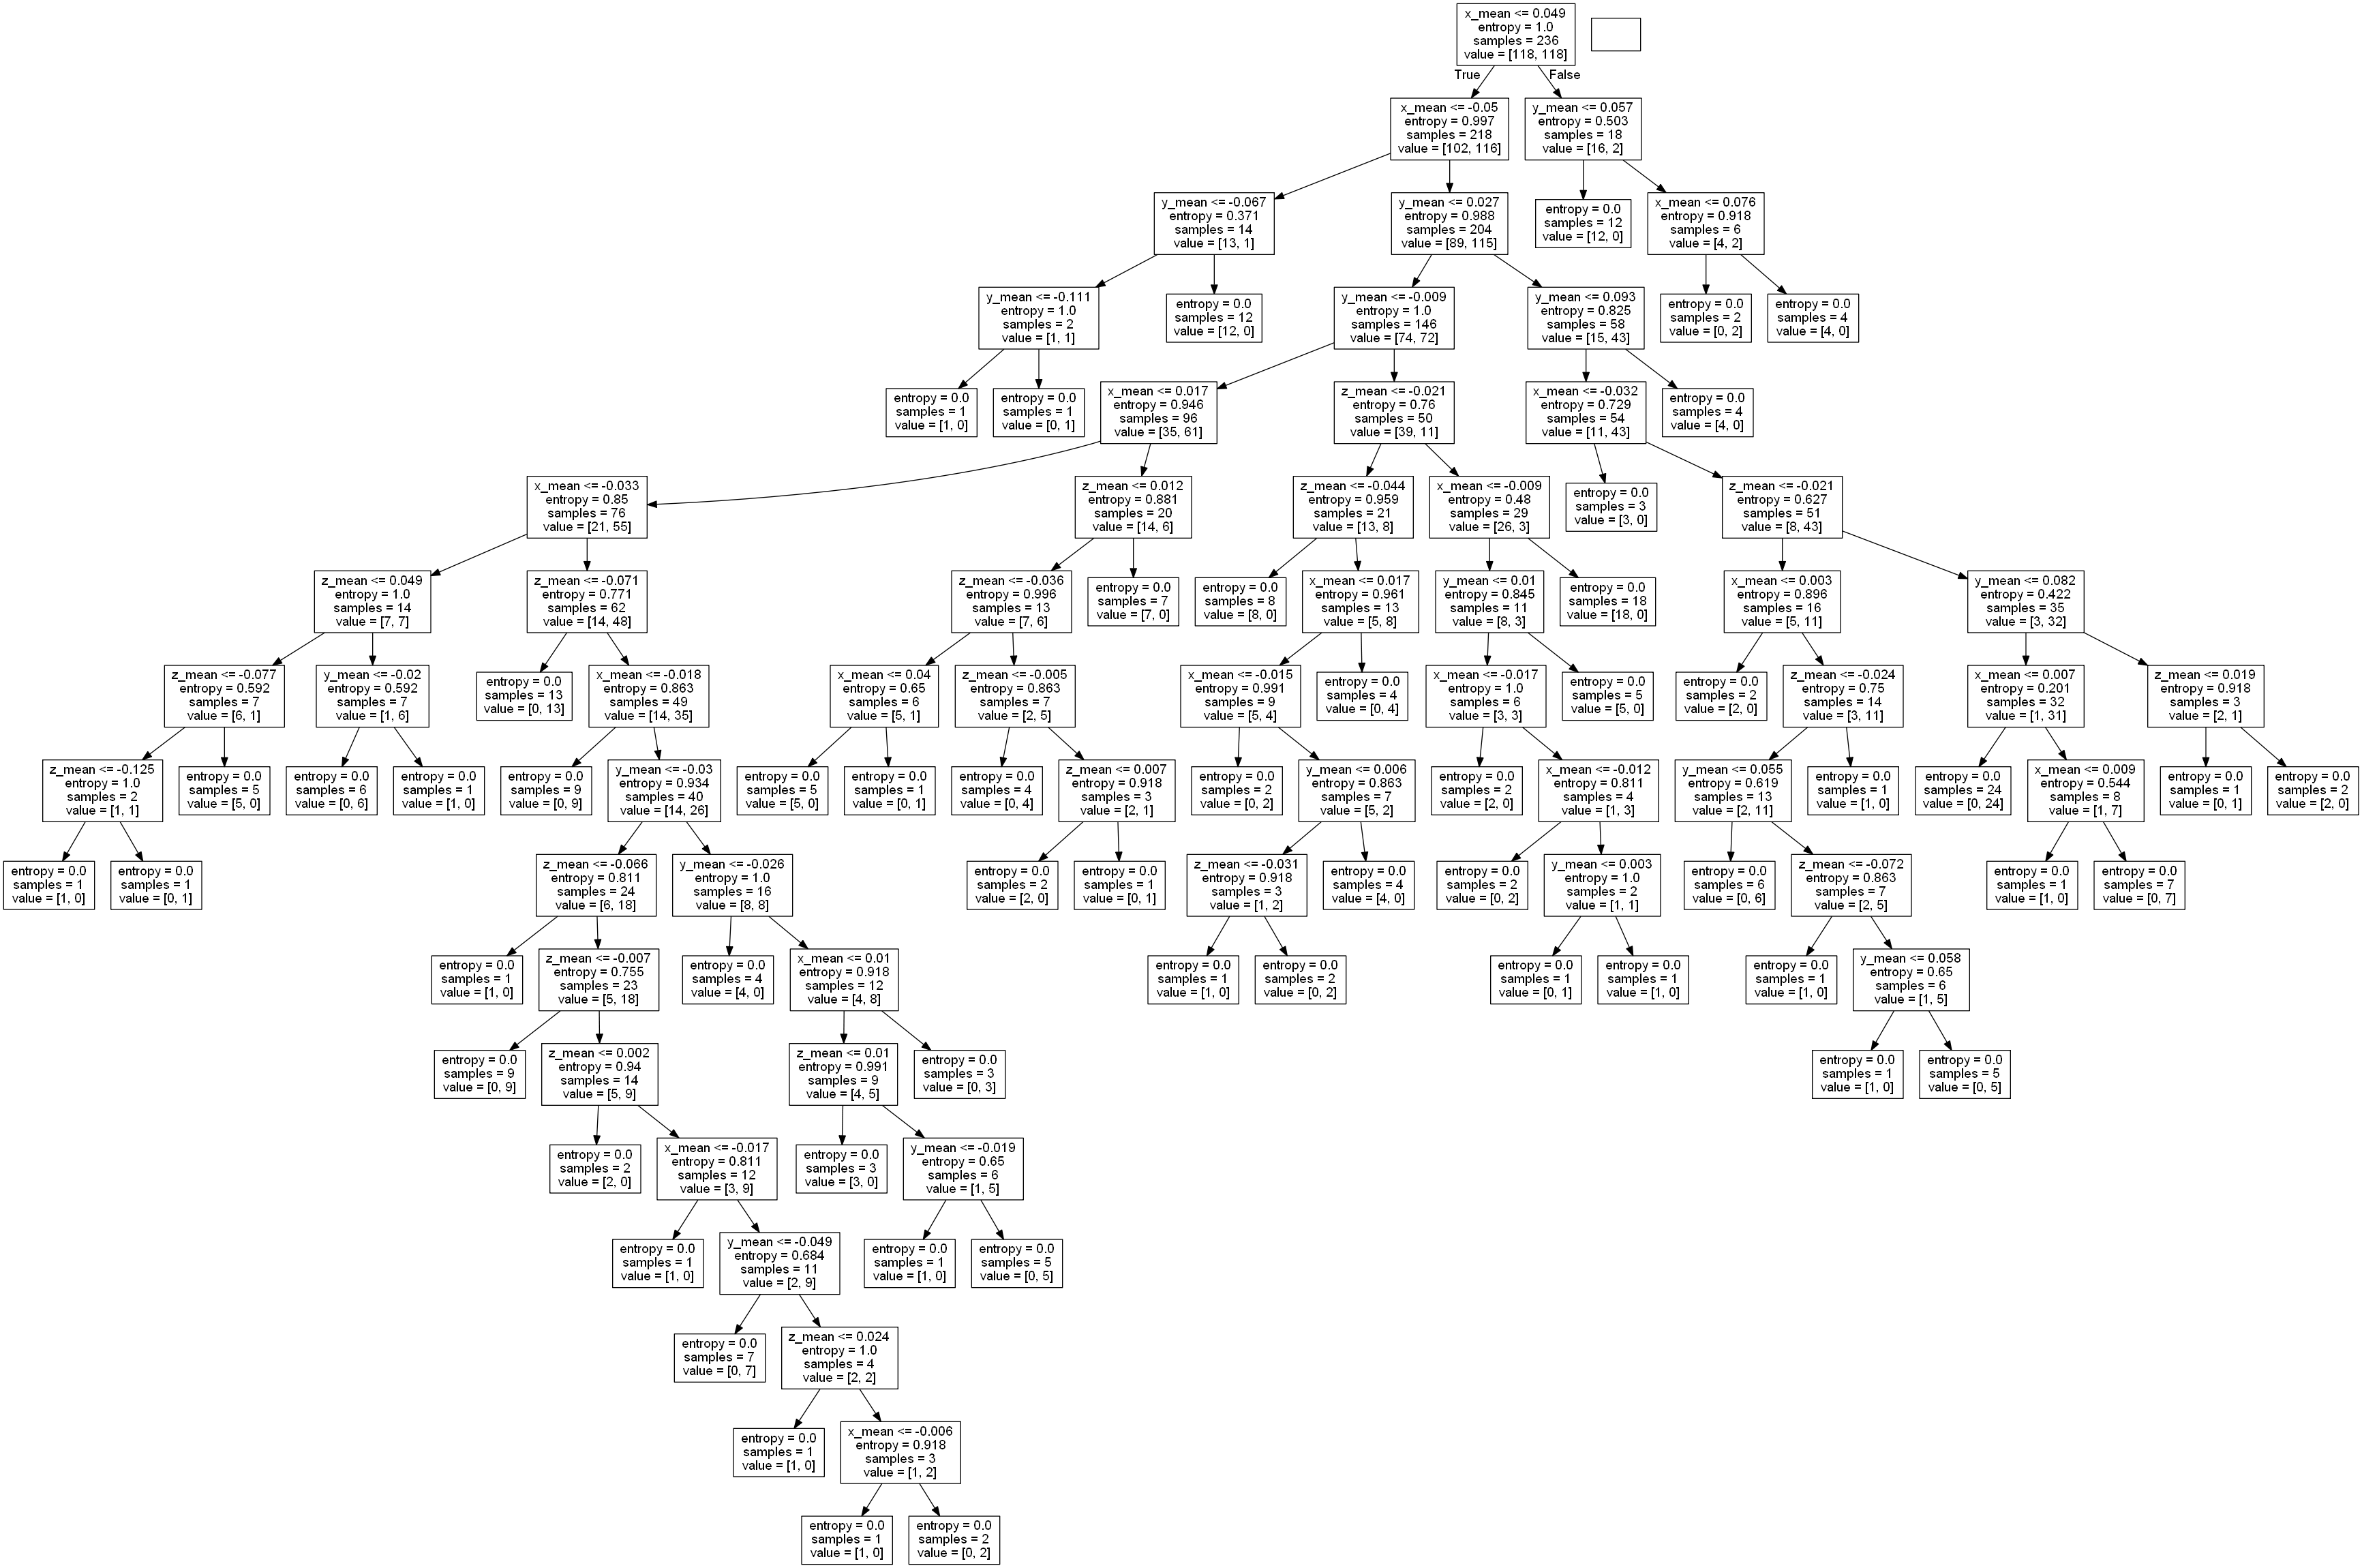 x_mean <= 0.049
entropy = 1.0
samples = 236
value = [118, 118]
True
False
x_mean <= -0.05
entropy = 0.997
samples = 218
value = [102, 116]
y_mean <= 0.057
entropy = 0.503
samples = 18
value = [16, 2]
y_mean <= -0.067
entropy = 0.371
samples = 14
value = [13, 1]
y_mean <= 0.027
entropy = 0.988
samples = 204
value = [89, 115]
entropy = 0.0
samples = 12
value = [12, 0]
x_mean <= 0.076
entropy = 0.918
samples = 6
value = [4, 2]
y_mean <= -0.111
entropy = 1.0
samples = 2
value = [1, 1]
entropy = 0.0
samples = 12
value = [12, 0]
y_mean <= -0.009
entropy = 1.0
samples = 146
value = [74, 72]
y_mean <= 0.093
entropy = 0.825
samples = 58
value = [15, 43]
entropy = 0.0
samples = 2
value = [0, 2]
entropy = 0.0
samples = 4
value = [4, 0]
entropy = 0.0
samples = 1
value = [1, 0]
entropy = 0.0
samples = 1
value = [0, 1]
x_mean <= 0.017
entropy = 0.946
samples = 96
value = [35, 61]
z_mean <= -0.021
entropy = 0.76
samples = 50
value = [39, 11]
x_mean <= -0.032
entropy = 0.729
samples = 54
value = [11, 43]
entropy = 0.0
samples = 4
value = [4, 0]
x_mean <= -0.033
entropy = 0.85
samples = 76
value = [21, 55]
z_mean <= 0.012
entropy = 0.881
samples = 20
value = [14, 6]
z_mean <= -0.044
entropy = 0.959
samples = 21
value = [13, 8]
x_mean <= -0.009
entropy = 0.48
samples = 29
value = [26, 3]
entropy = 0.0
samples = 3
value = [3, 0]
z_mean <= -0.021
entropy = 0.627
samples = 51
value = [8, 43]
z_mean <= 0.049
entropy = 1.0
samples = 14
value = [7, 7]
z_mean <= -0.071
entropy = 0.771
samples = 62
value = [14, 48]
z_mean <= -0.036
entropy = 0.996
samples = 13
value = [7, 6]
entropy = 0.0
samples = 7
value = [7, 0]
entropy = 0.0
samples = 8
value = [8, 0]
x_mean <= 0.017
entropy = 0.961
samples = 13
value = [5, 8]
y_mean <= 0.01
entropy = 0.845
samples = 11
value = [8, 3]
entropy = 0.0
samples = 18
value = [18, 0]
x_mean <= 0.003
entropy = 0.896
samples = 16
value = [5, 11]
y_mean <= 0.082
entropy = 0.422
samples = 35
value = [3, 32]
z_mean <= -0.077
entropy = 0.592
samples = 7
value = [6, 1]
y_mean <= -0.02
entropy = 0.592
samples = 7
value = [1, 6]
entropy = 0.0
samples = 13
value = [0, 13]
x_mean <= -0.018
entropy = 0.863
samples = 49
value = [14, 35]
x_mean <= 0.04
entropy = 0.65
samples = 6
value = [5, 1]
z_mean <= -0.005
entropy = 0.863
samples = 7
value = [2, 5]
x_mean <= -0.015
entropy = 0.991
samples = 9
value = [5, 4]
entropy = 0.0
samples = 4
value = [0, 4]
x_mean <= -0.017
entropy = 1.0
samples = 6
value = [3, 3]
entropy = 0.0
samples = 5
value = [5, 0]
entropy = 0.0
samples = 2
value = [2, 0]
z_mean <= -0.024
entropy = 0.75
samples = 14
value = [3, 11]
x_mean <= 0.007
entropy = 0.201
samples = 32
value = [1, 31]
z_mean <= 0.019
entropy = 0.918
samples = 3
value = [2, 1]
z_mean <= -0.125
entropy = 1.0
samples = 2
value = [1, 1]
entropy = 0.0
samples = 5
value = [5, 0]
entropy = 0.0
samples = 6
value = [0, 6]
entropy = 0.0
samples = 1
value = [1, 0]
entropy = 0.0
samples = 9
value = [0, 9]
y_mean <= -0.03
entropy = 0.934
samples = 40
value = [14, 26]
entropy = 0.0
samples = 5
value = [5, 0]
entropy = 0.0
samples = 1
value = [0, 1]
entropy = 0.0
samples = 4
value = [0, 4]
z_mean <= 0.007
entropy = 0.918
samples = 3
value = [2, 1]
entropy = 0.0
samples = 2
value = [0, 2]
y_mean <= 0.006
entropy = 0.863
samples = 7
value = [5, 2]
entropy = 0.0
samples = 2
value = [2, 0]
x_mean <= -0.012
entropy = 0.811
samples = 4
value = [1, 3]
y_mean <= 0.055
entropy = 0.619
samples = 13
value = [2, 11]
entropy = 0.0
samples = 1
value = [1, 0]
entropy = 0.0
samples = 24
value = [0, 24]
x_mean <= 0.009
entropy = 0.544
samples = 8
value = [1, 7]
entropy = 0.0
samples = 1
value = [0, 1]
entropy = 0.0
samples = 2
value = [2, 0]
entropy = 0.0
samples = 1
value = [1, 0]
entropy = 0.0
samples = 1
value = [0, 1]
z_mean <= -0.066
entropy = 0.811
samples = 24
value = [6, 18]
y_mean <= -0.026
entropy = 1.0
samples = 16
value = [8, 8]
entropy = 0.0
samples = 2
value = [2, 0]
entropy = 0.0
samples = 1
value = [0, 1]
z_mean <= -0.031
entropy = 0.918
samples = 3
value = [1, 2]
entropy = 0.0
samples = 4
value = [4, 0]
entropy = 0.0
samples = 2
value = [0, 2]
y_mean <= 0.003
entropy = 1.0
samples = 2
value = [1, 1]
entropy = 0.0
samples = 6
value = [0, 6]
z_mean <= -0.072
entropy = 0.863
samples = 7
value = [2, 5]
entropy = 0.0
samples = 1
value = [1, 0]
entropy = 0.0
samples = 7
value = [0, 7]
entropy = 0.0
samples = 1
value = [1, 0]
z_mean <= -0.007
entropy = 0.755
samples = 23
value = [5, 18]
entropy = 0.0
samples = 4
value = [4, 0]
x_mean <= 0.01
entropy = 0.918
samples = 12
value = [4, 8]
entropy = 0.0
samples = 1
value = [1, 0]
entropy = 0.0
samples = 2
value = [0, 2]
entropy = 0.0
samples = 1
value = [0, 1]
entropy = 0.0
samples = 1
value = [1, 0]
entropy = 0.0
samples = 1
value = [1, 0]
y_mean <= 0.058
entropy = 0.65
samples = 6
value = [1, 5]
entropy = 0.0
samples = 9
value = [0, 9]
z_mean <= 0.002
entropy = 0.94
samples = 14
value = [5, 9]
z_mean <= 0.01
entropy = 0.991
samples = 9
value = [4, 5]
entropy = 0.0
samples = 3
value = [0, 3]
entropy = 0.0
samples = 1
value = [1, 0]
entropy = 0.0
samples = 5
value = [0, 5]
entropy = 0.0
samples = 2
value = [2, 0]
x_mean <= -0.017
entropy = 0.811
samples = 12
value = [3, 9]
entropy = 0.0
samples = 3
value = [3, 0]
y_mean <= -0.019
entropy = 0.65
samples = 6
value = [1, 5]
entropy = 0.0
samples = 1
value = [1, 0]
y_mean <= -0.049
entropy = 0.684
samples = 11
value = [2, 9]
entropy = 0.0
samples = 1
value = [1, 0]
entropy = 0.0
samples = 5
value = [0, 5]
entropy = 0.0
samples = 7
value = [0, 7]
z_mean <= 0.024
entropy = 1.0
samples = 4
value = [2, 2]
entropy = 0.0
samples = 1
value = [1, 0]
x_mean <= -0.006
entropy = 0.918
samples = 3
value = [1, 2]
entropy = 0.0
samples = 1
value = [1, 0]
entropy = 0.0
samples = 2
value = [0, 2]